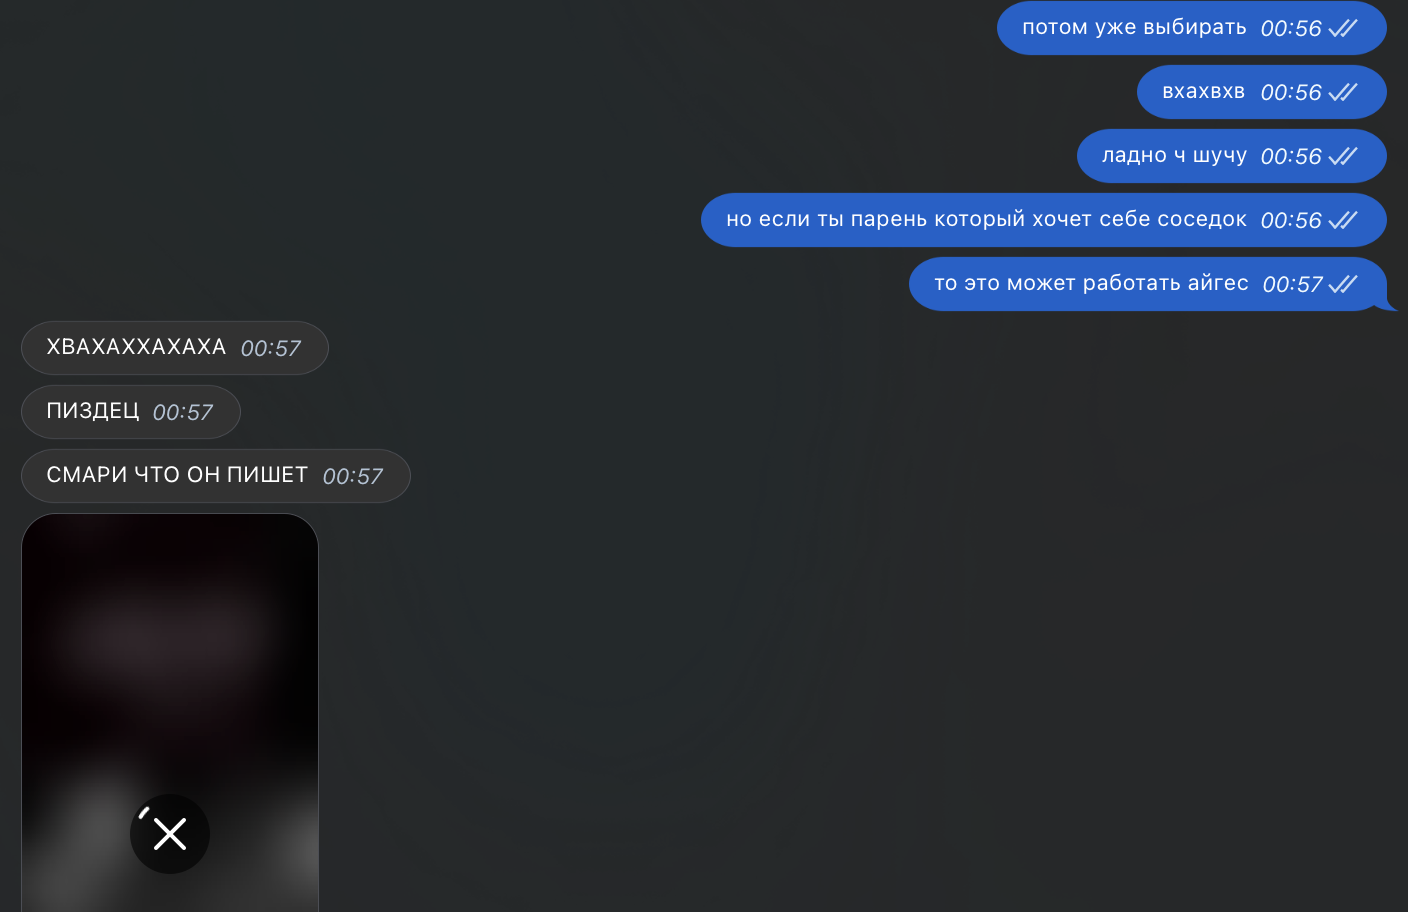 потом уже выбирать 00:56
вхахвхв 00:56
ладно ч шучу 00:56
но если ты парень который хочет себе соседок 00:56
то это может работать айгес 00:57
ХВАХАХХАХАХА 00:57
ПИЗДЕЦ 00:57
СМАРИ ЧТО ОН ПИШЕТ 00:57